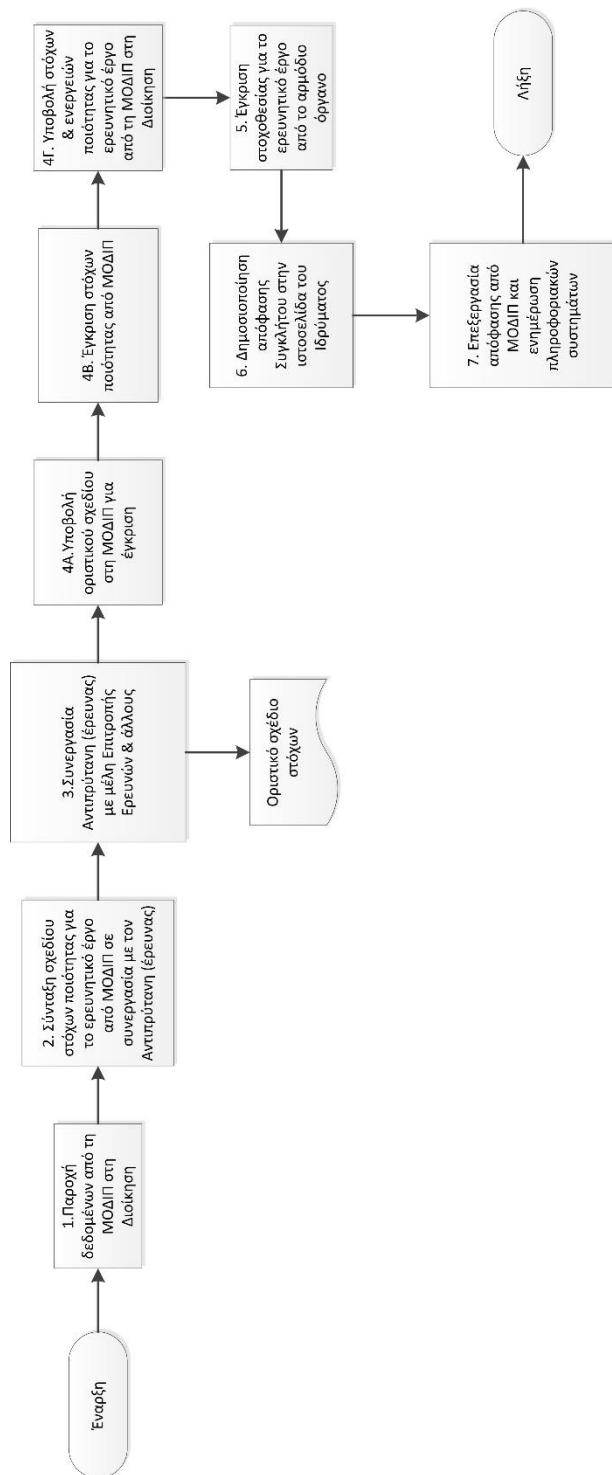 Έναρξη
1.Παροχή
δεδομένων από τη
ΜΟΔΙΠ στη
Διοίκηση
2. Σύνταξη σχεδίου
στόχων ποιότητας για
το ερευνητικό έργο
από ΜΟΔΙΠ σε
συνεργασία με τον
Αντιπρύτανη (έρευνας)
3.Συνεργασία
Αντιπρύτανη (έρευνας)
με μέλη Επιτροπής
Ερευνών & άλλους
Οριστικό σχέδιο
στόχων
4Α.Υποβολή
οριστικού σχεδίου
στη ΜΟΔΙΠ για
έγκριση
4Β. Έγκριση στόχων
ποιότητας από ΜΟΔΙΠ
4Γ. Υποβολή στόχων
& ενεργειών
ποιότητας για το
ερευνητικό έργο
από τη ΜΟΔΙΠ στη
Διοίκηση
5. Έγκριση
στοχοθεσίας για το
ερευνητικό έργο
από το αρμόδιο
όργανο
6. Δημοσιοποίηση
απόφασης
Συγκλήτου στην
ιστοσελίδα του
Ιδρύματος
7. Επεξεργασία
απόφασης από
ΜΟΔΙΠ και
ενημέρωση
πληροφοριακών
συστημάτων
Λήξη